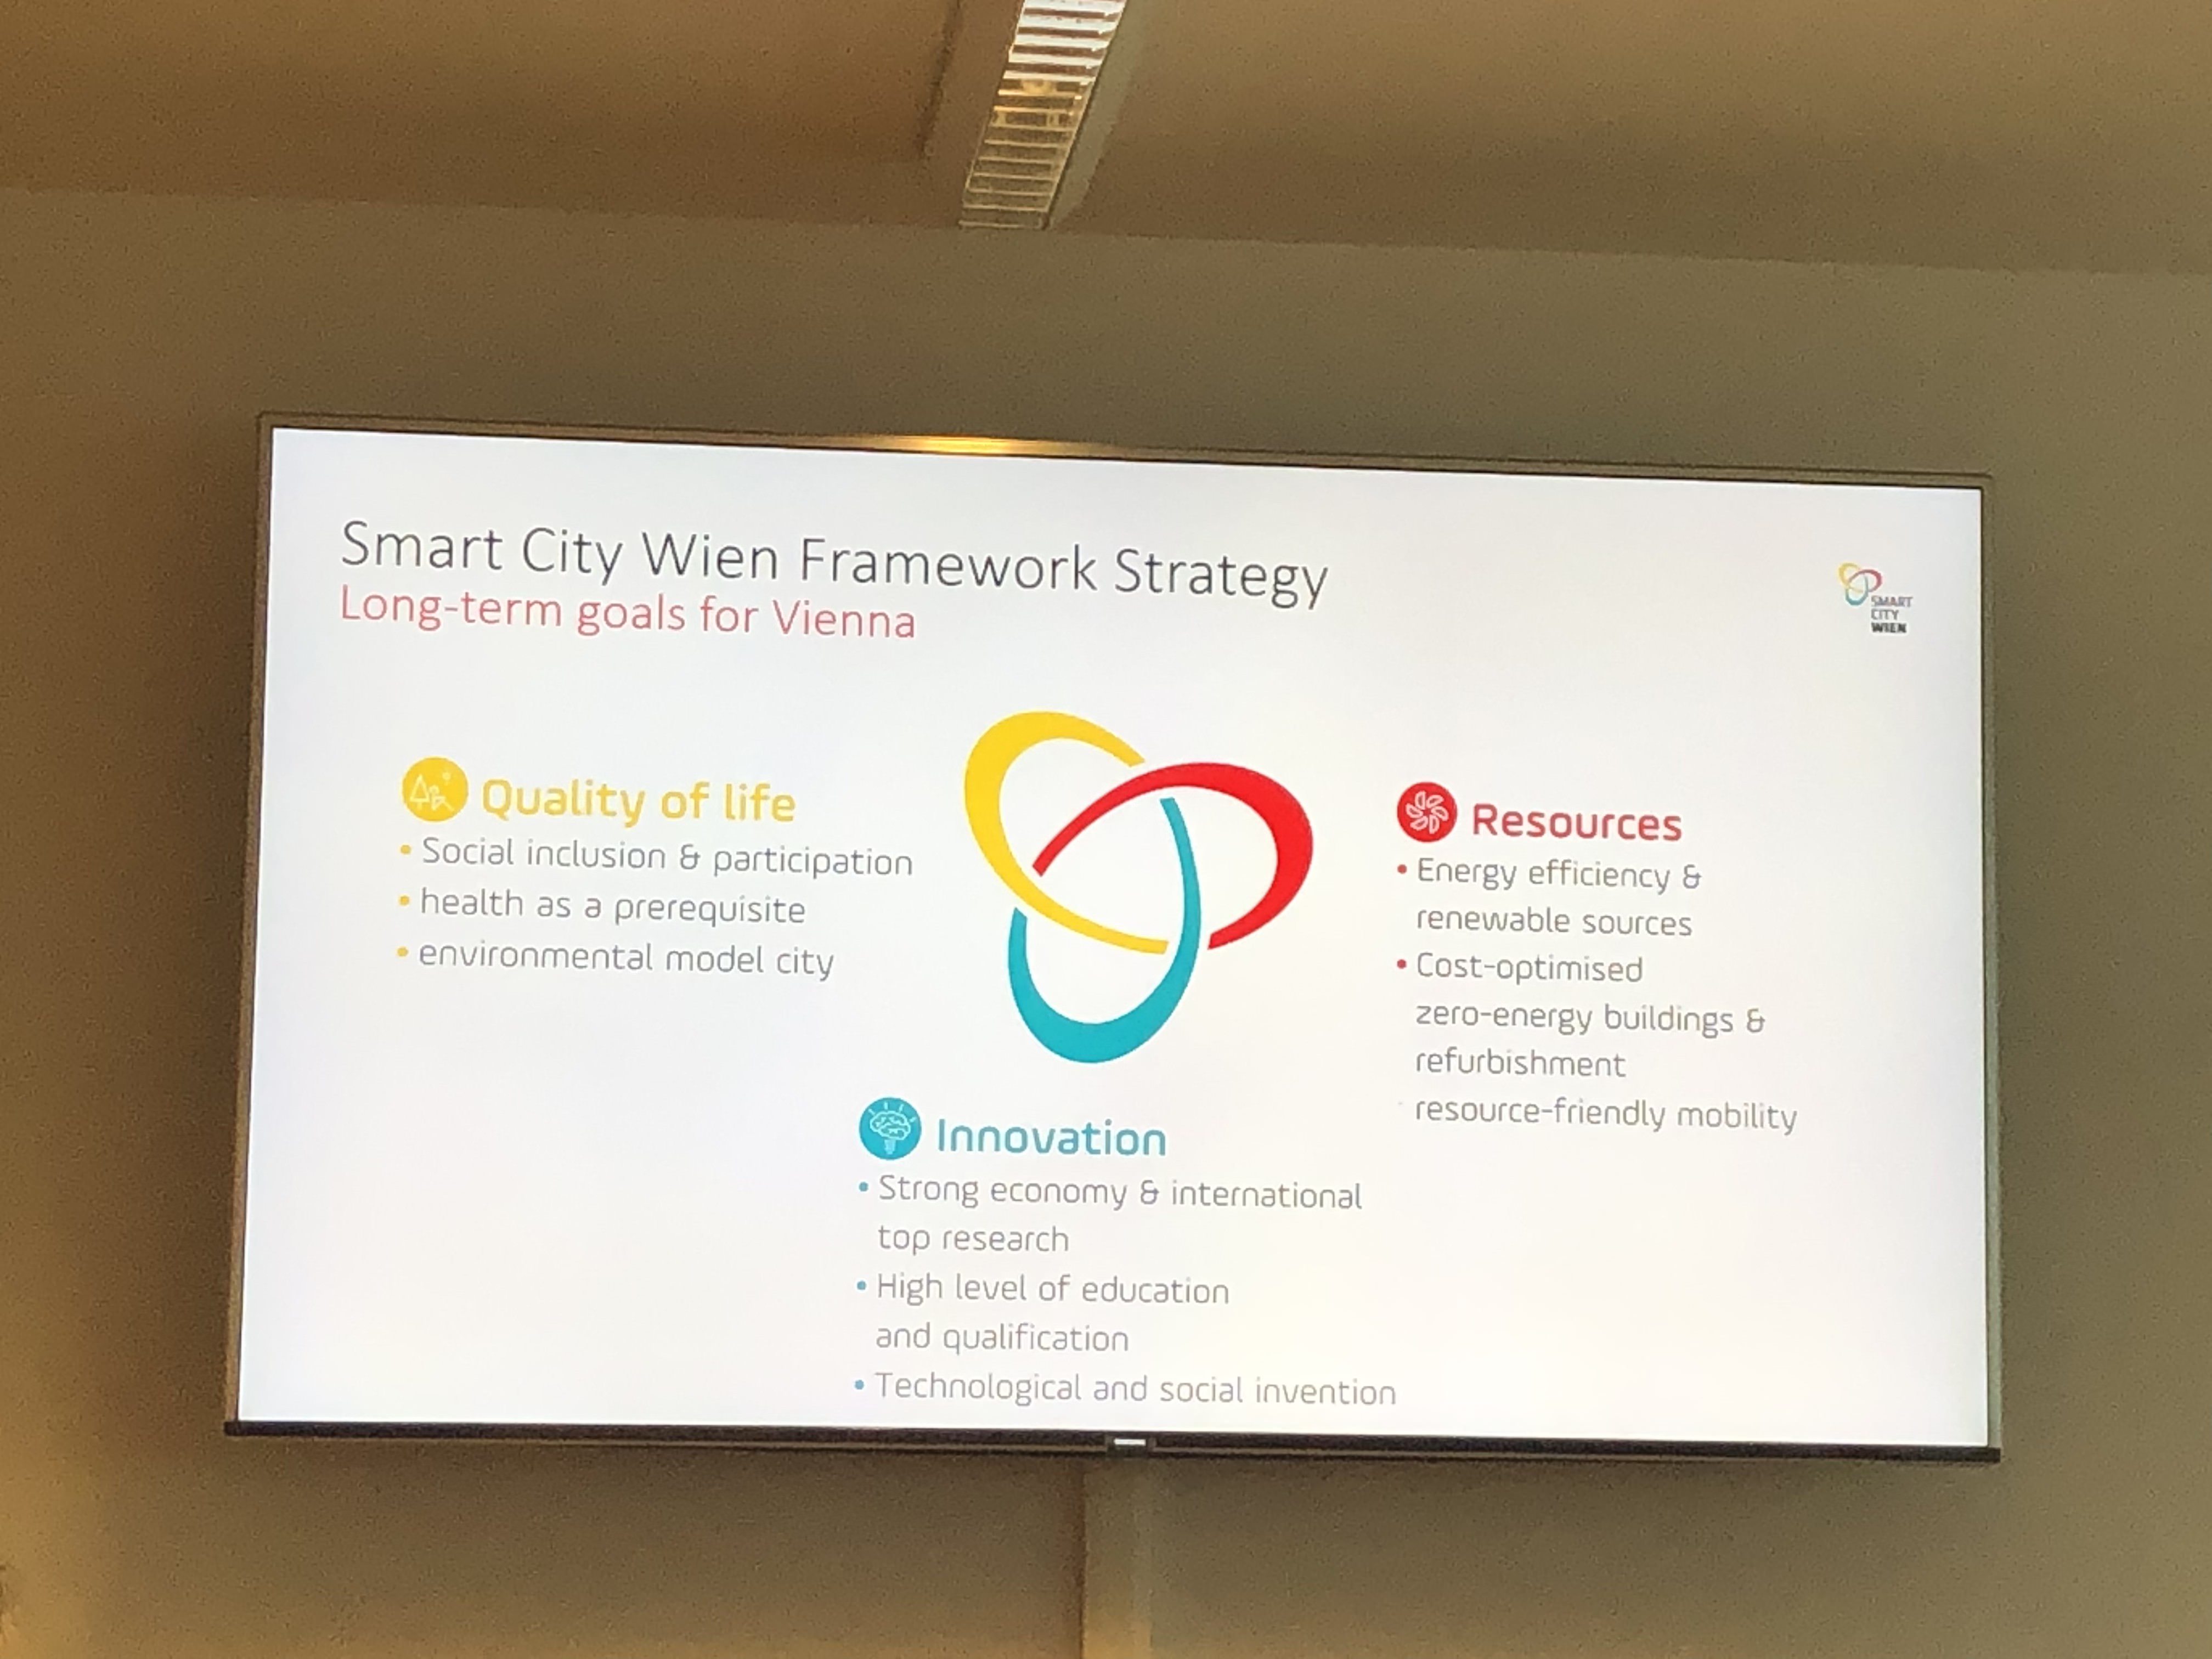 Smart City Wien Framework Strategy
Long-term goals for Vienna
SMART
CITY
WIEN
Quality of life
• Social inclusion & participation
• health as a prerequisite
• environmental model city
Resources
• Energy efficiency &
renewable sources
• Cost-optimised
zero-energy buildings &
refurbishment
resource-friendly mobility
Innovation
• Strong economy & international
top research
• High level of education
and qualification
• Technological and social invention